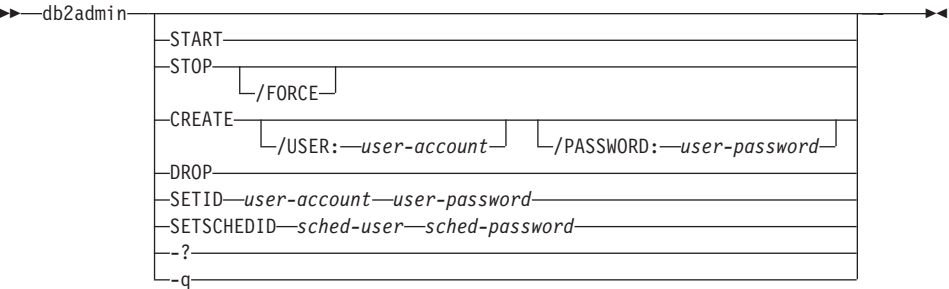 db2admin
START
STOP
/FORCE
CREATE
/USER: user-account /PASSWORD: user-password
DROP
SETID user-account user-password
SETSCHEDID sched-user sched-password
-?
-q